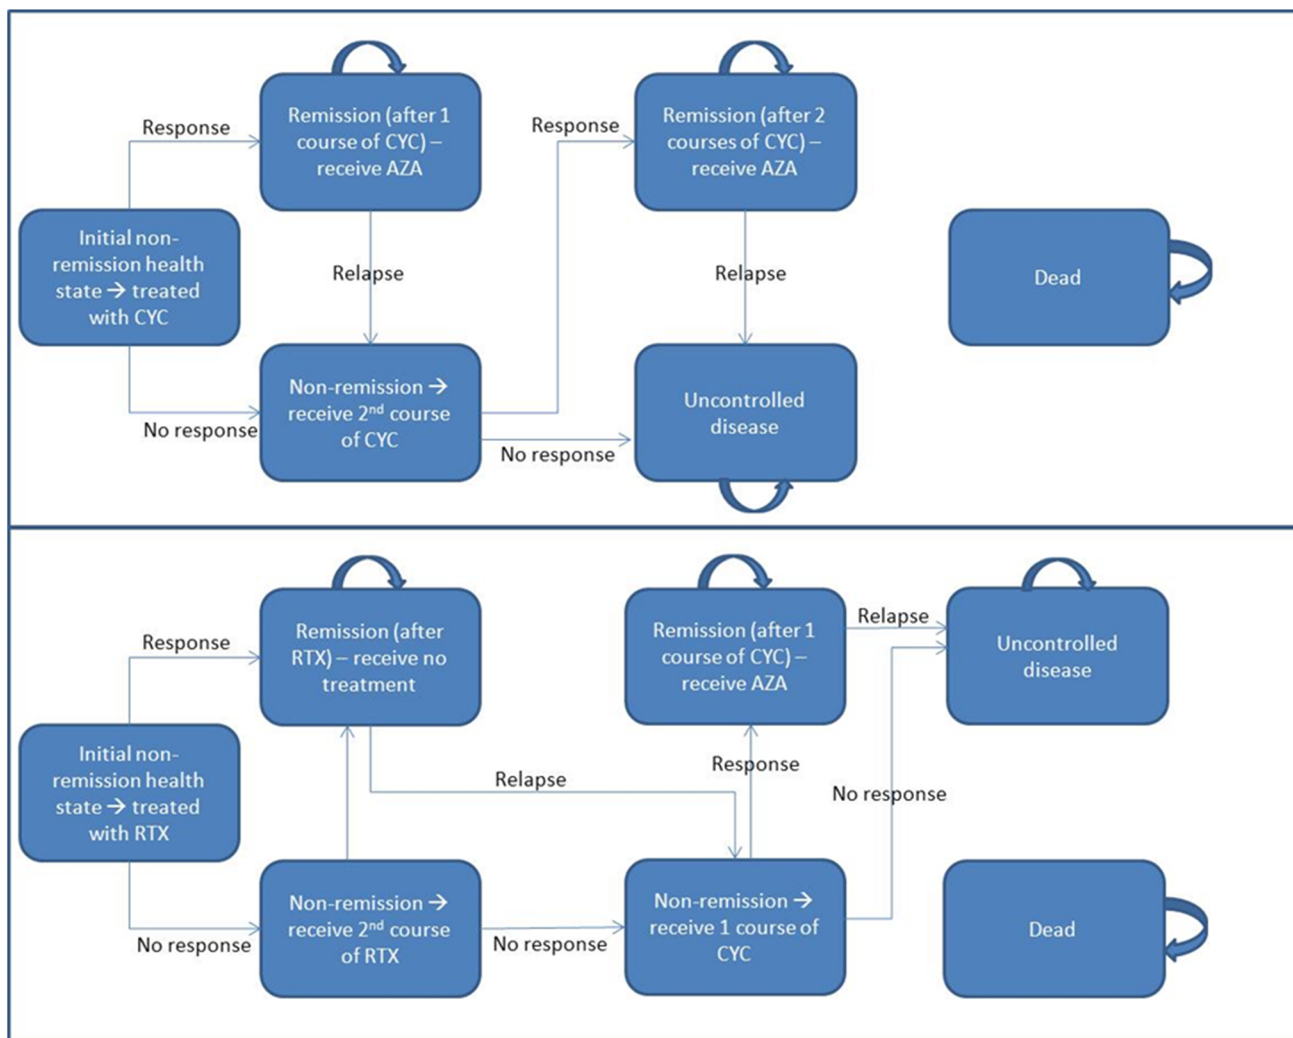 Remission (after 1
course of CYC) –
receive AZA
Remission (after 2
courses of CYC) –
receive AZA
Response
Response
Initial non-
remission health
state → treated
with CYC
Relapse
Relapse
Dead
Non-remission →
receive 2nd course
of CYC
Uncontrolled
disease
No response
No response
Remission (after
RTX) – receive no
treatment
Remission (after 1
course of CYC) –
receive AZA
Relapse
Uncontrolled
disease
Response
Initial non-
remission health
state → treated
with RTX
Relapse
Response
No response
Non-remission →
receive 2nd course
of RTX
Non-remission →
receive 1 course of
CYC
Dead
No response
No response